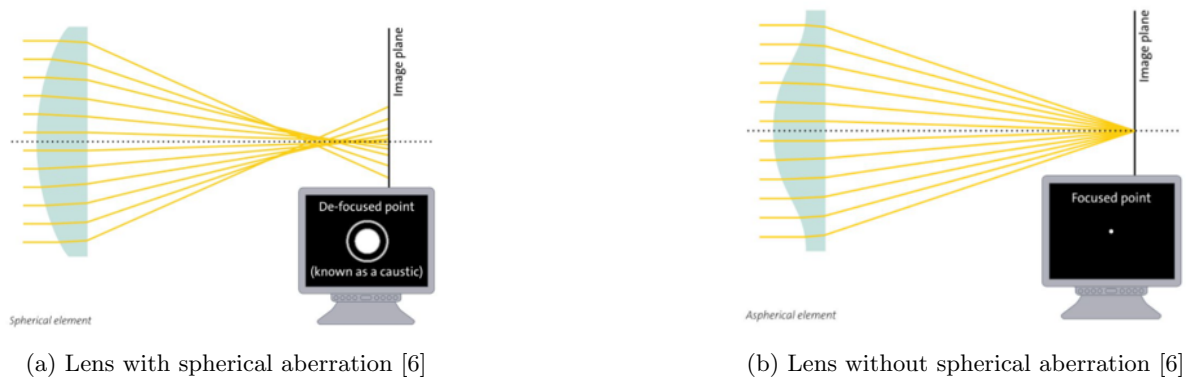 Image plane
De-focused point
(known as a caustic)
Spherical element
(a) Lens with spherical aberration [6]
Image plane
Focused point
Aspherical element
(b) Lens without spherical aberration [6]